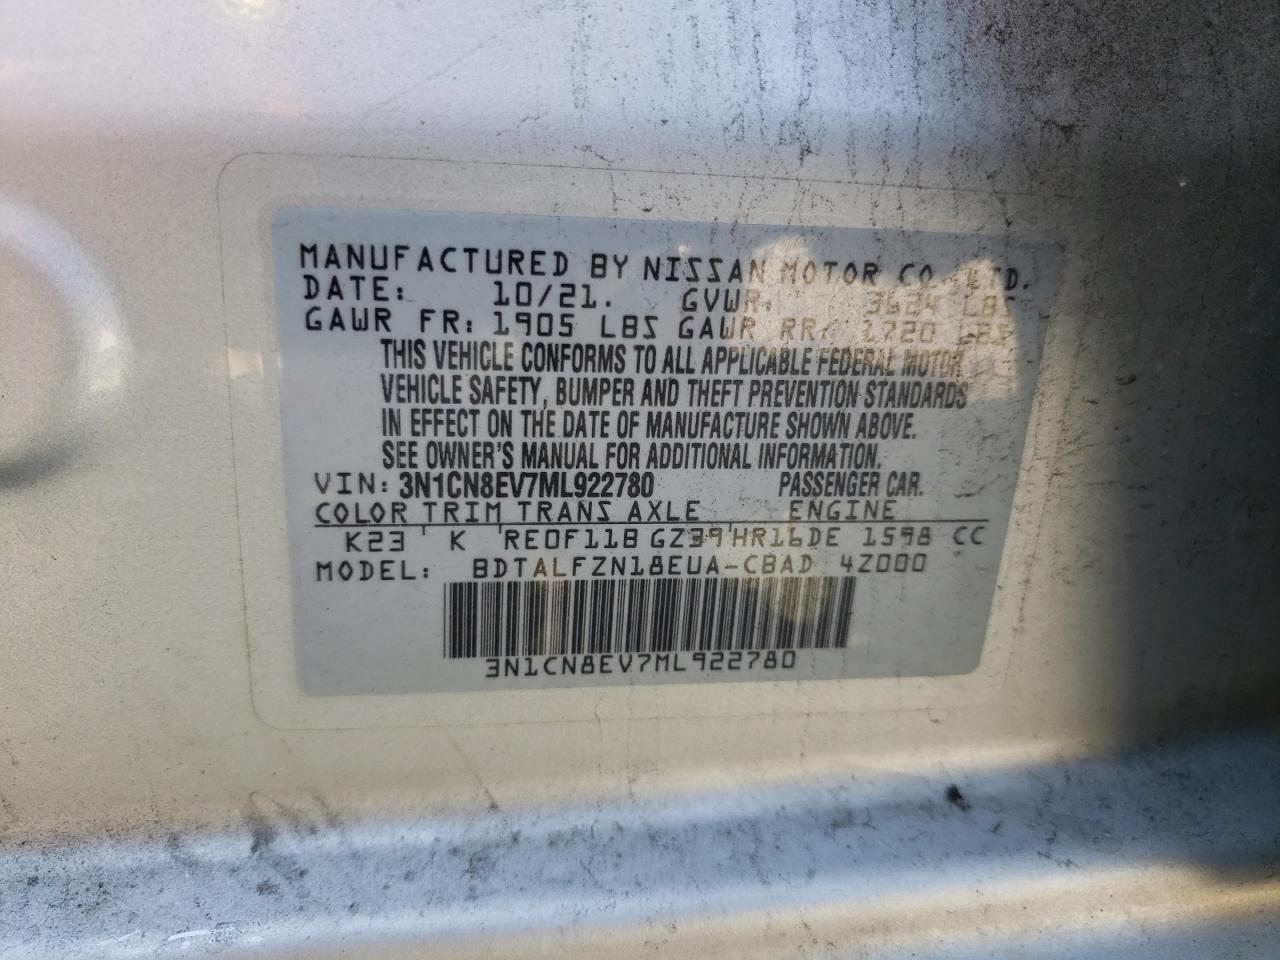 MANUFACTURED BY NISSAN MOTOR CO.,LTD.
DATE: 10/21. GVWR: 3624 LBS
GAWR FR: 1905 LBS GAWR RR: 1720 LBS
THIS VEHICLE CONFORMS TO ALL APPLICABLE FEDERAL MOTOR
VEHICLE SAFETY, BUMPER AND THEFT PREVENTION STANDARDS
IN EFFECT ON THE DATE OF MANUFACTURE SHOWN ABOVE.
SEE OWNER'S MANUAL FOR ADDITIONAL INFORMATION.
VIN: 3N1CN8EV7ML922780 PASSENGER CAR.
COLOR TRIM TRANS AXLE ENGINE
K23 K RE0F11B GZ39 HR16DE 1598 CC
MODEL: BDTALFZN18EUA-CBAD 4Z000
3N1CN8EV7ML922780